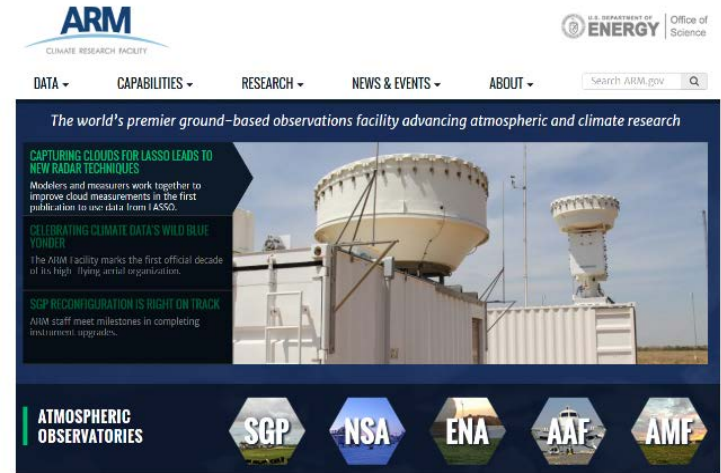 ARM
CLIMATE RESEARCH FACILITY
U.S. DEPARTMENT OF
ENERGY
Office of
Science
DATA
CAPABILITIES
RESEARCH
NEWS & EVENTS
ABOUT
Search ARM.gov
The world's premier ground-based observations facility advancing atmospheric and climate research
CAPTURING CLOUDS FOR LASSO LEADS TO
NEW RADAR TECHNIQUES
Modelers and measurers work together to
improve cloud measurements in the first
publication to use data from LASSO.
CELEBRATING CLIMATE DATA'S WILD BLUE
YONDER
The ARM Facility marks the first official decade
of its high-flying aerial organization.
SGP RECONFIGURATION IS RIGHT ON TRACK
ARM staff meet milestones in completing
instrument upgrades.
ATMOSPHERIC
OBSERVATORIES
SGP
NSA
ENA
AAF
AMF